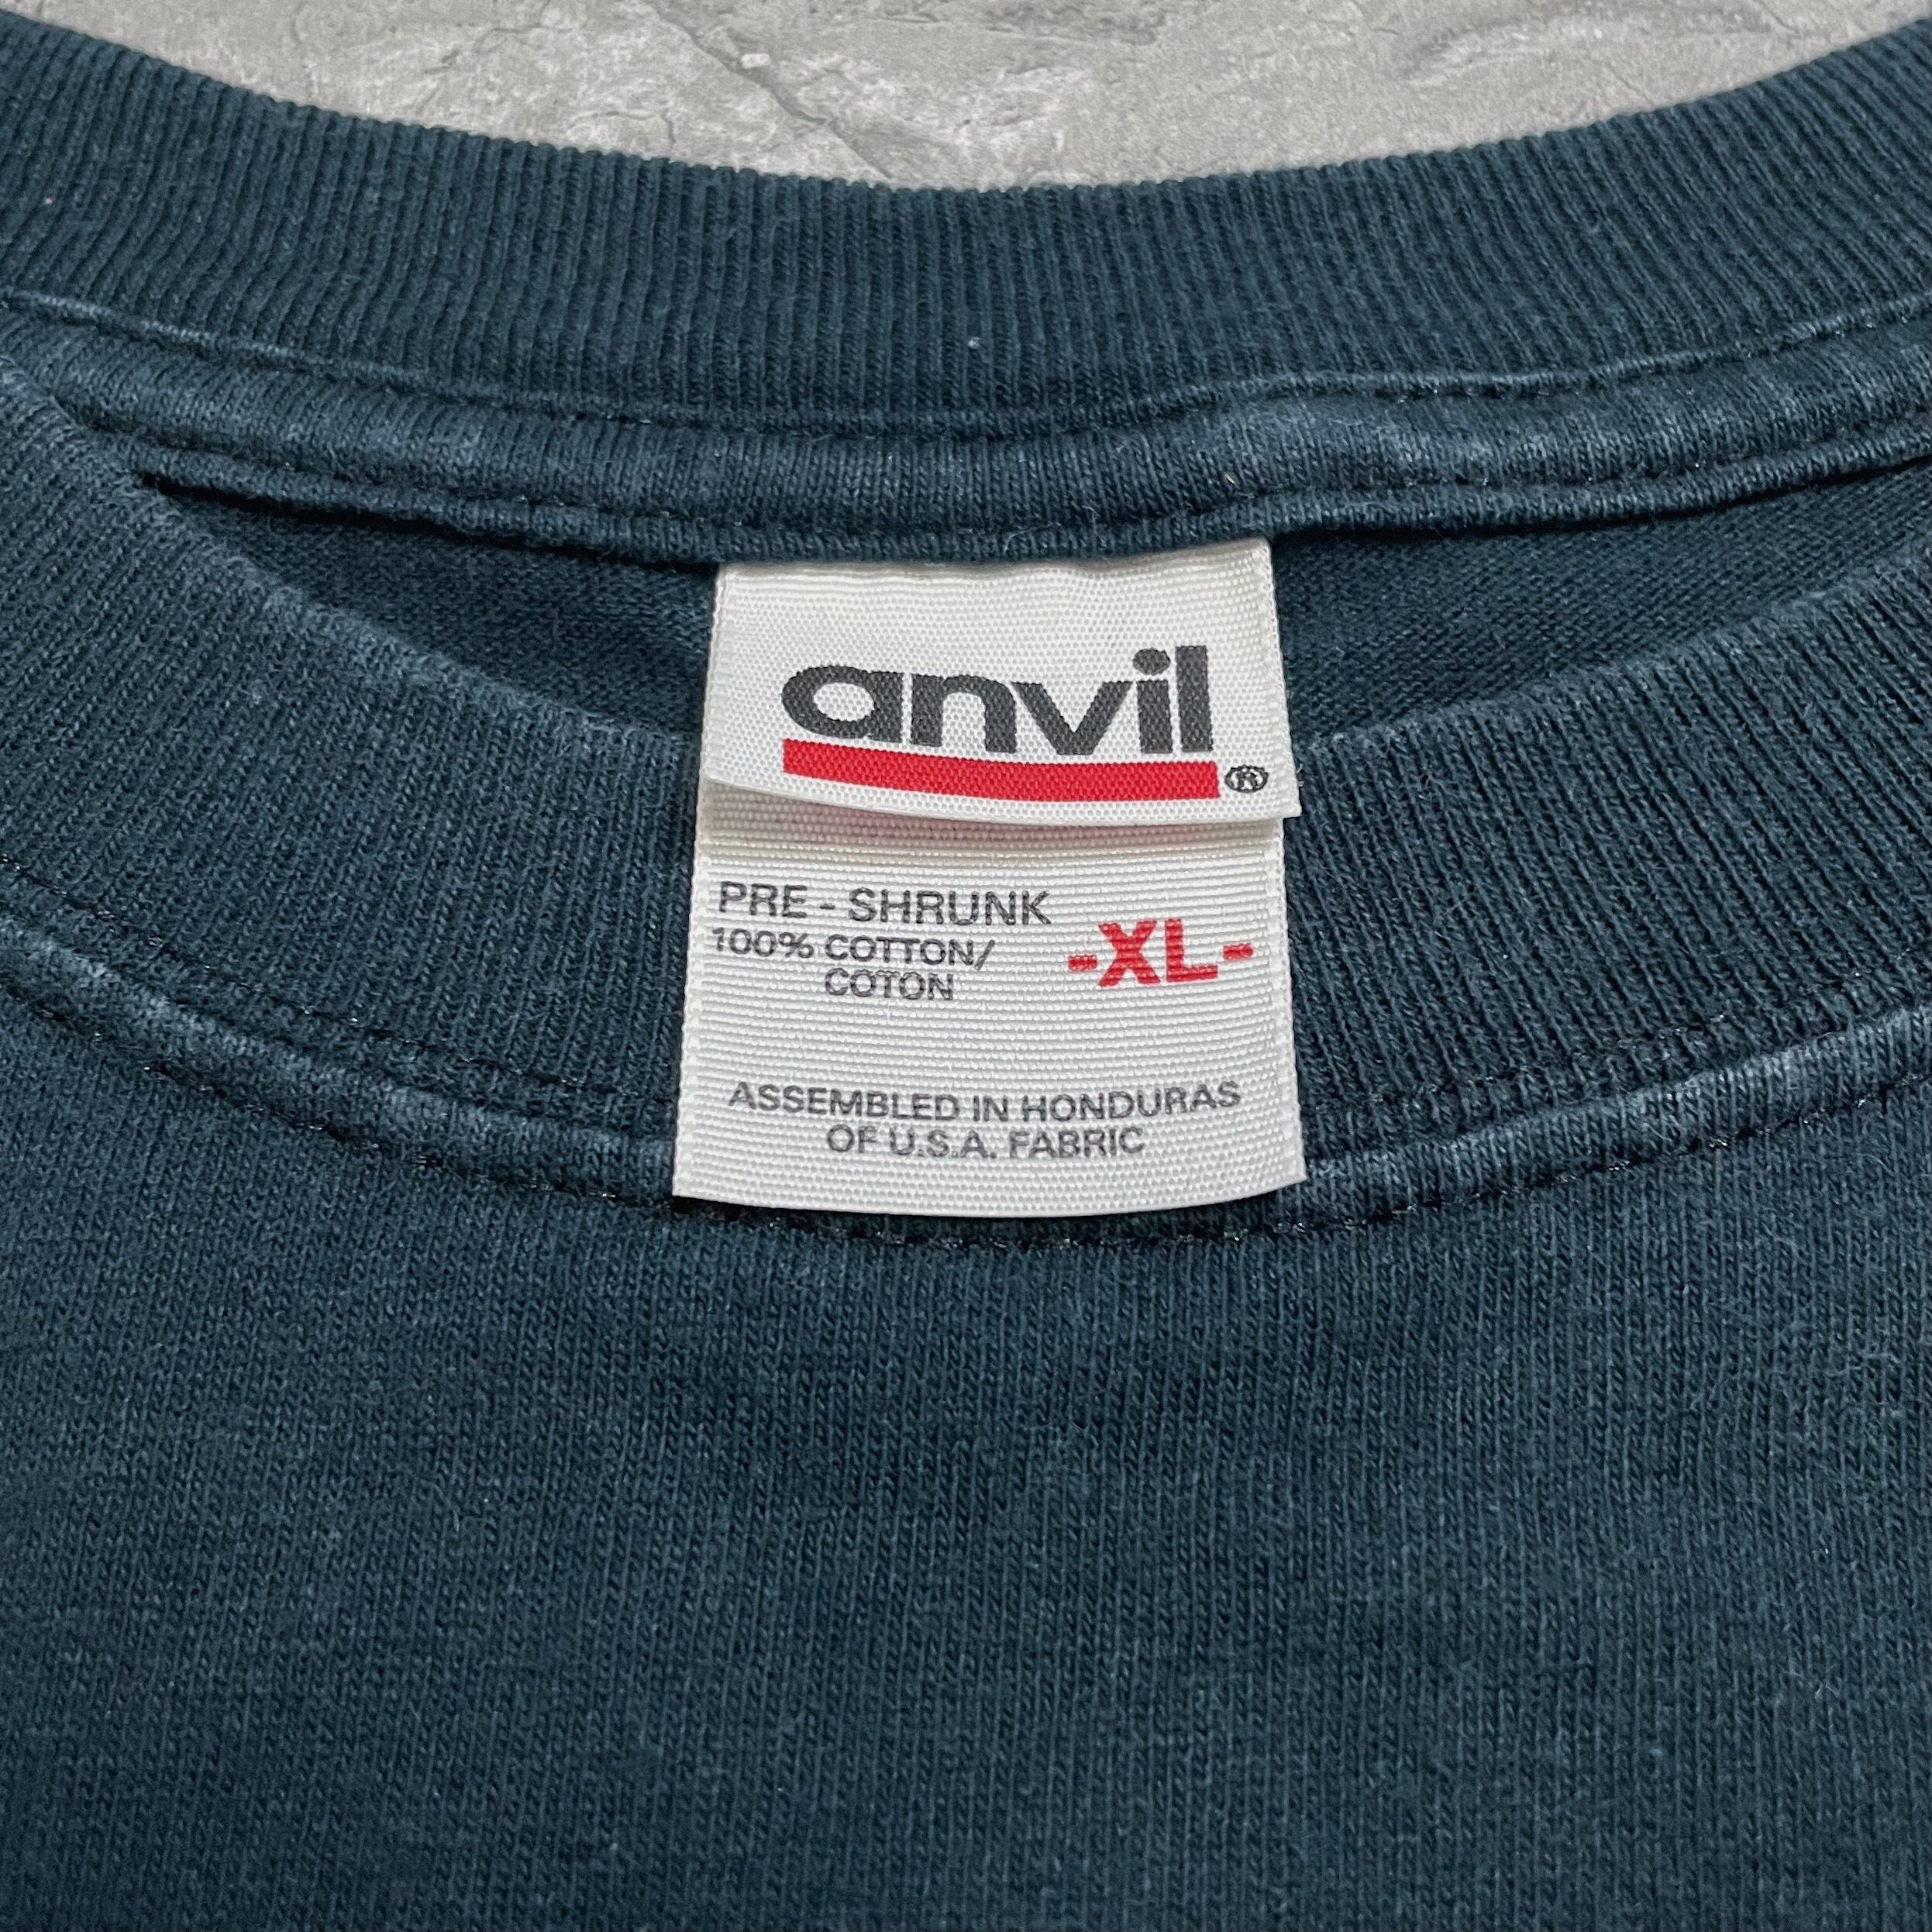 anvil®
PRE - SHRUNK
100% COTTON/
COTON
-XL-
ASSEMBLED IN HONDURAS
OF U.S.A. FABRIC